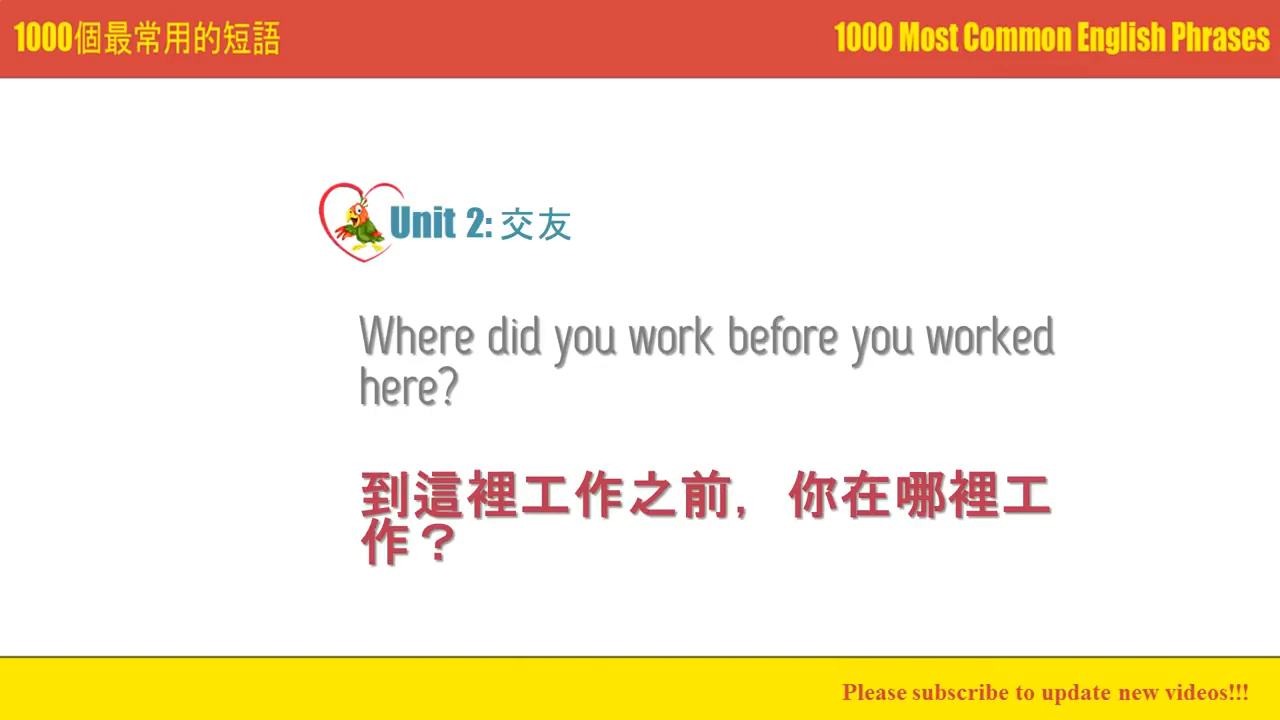 1000個最常用的短語
1000 Most Common English Phrases
Unit 2: 交友
Where did you work before you worked
here?
到這裡工作之前，你在哪裡工
作？
Please subscribe to update new videos!!!